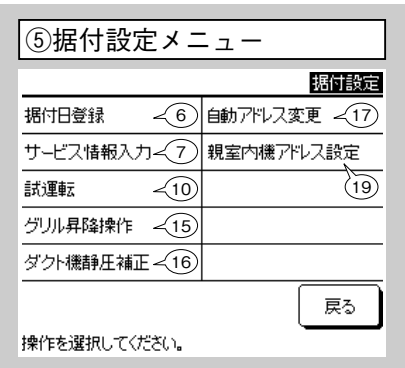 ⑤据付設定メニュー
据付設定
据付日登録 ⑥ 自動アドレス変更 ⑰
サービス情報入力 ⑦ 親室内機アドレス設定
試運転 ⑩ ⑲
グリル昇降操作 ⑮
ダクト機静圧補正 ⑯
戻る
操作を選択してください。